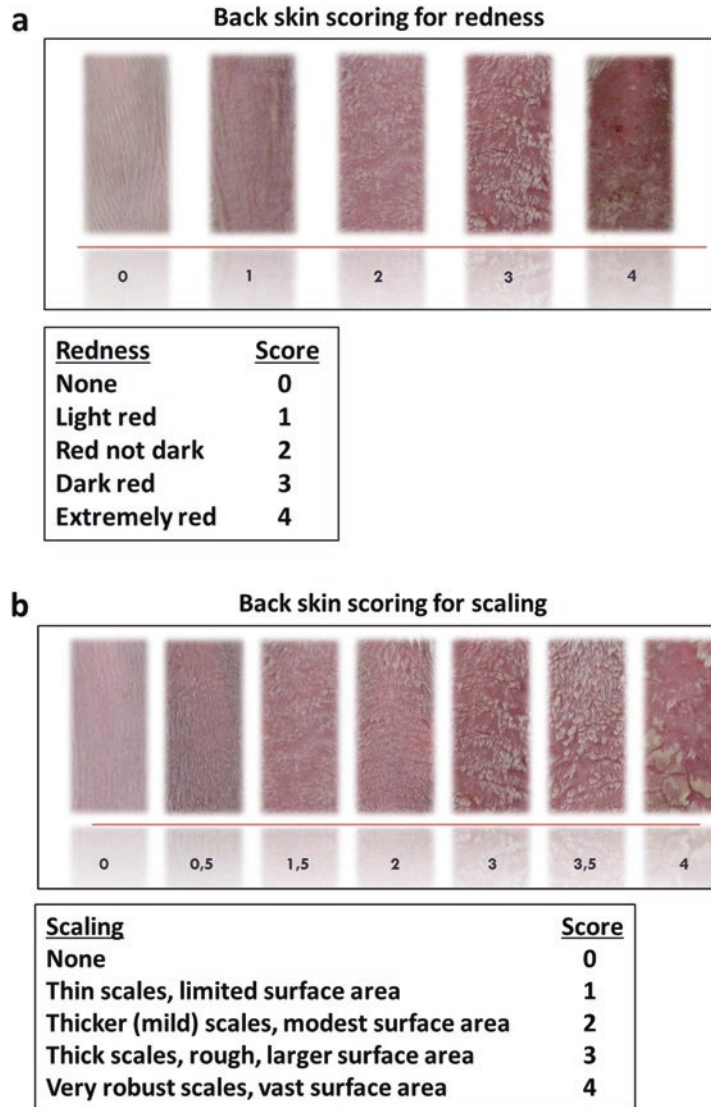 a
Back skin scoring for redness
0 1 2 3 4
Redness Score
None 0
Light red 1
Red not dark 2
Dark red 3
Extremely red 4
b
Back skin scoring for scaling
0 0,5 1,5 2 3 3,5 4
Scaling Score
None 0
Thin scales, limited surface area 1
Thicker (mild) scales, modest surface area 2
Thick scales, rough, larger surface area 3
Very robust scales, vast surface area 4